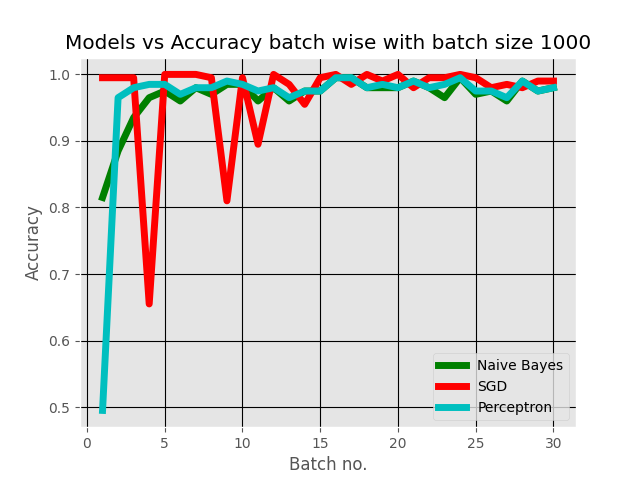 Models vs Accuracy batch wise with batch size 1000
1.0
0.9
0.8
0.7
0.6
0.5
Accuracy
0 5 10 15 20 25 30
Batch no.
Naive Bayes
SGD
Perceptron